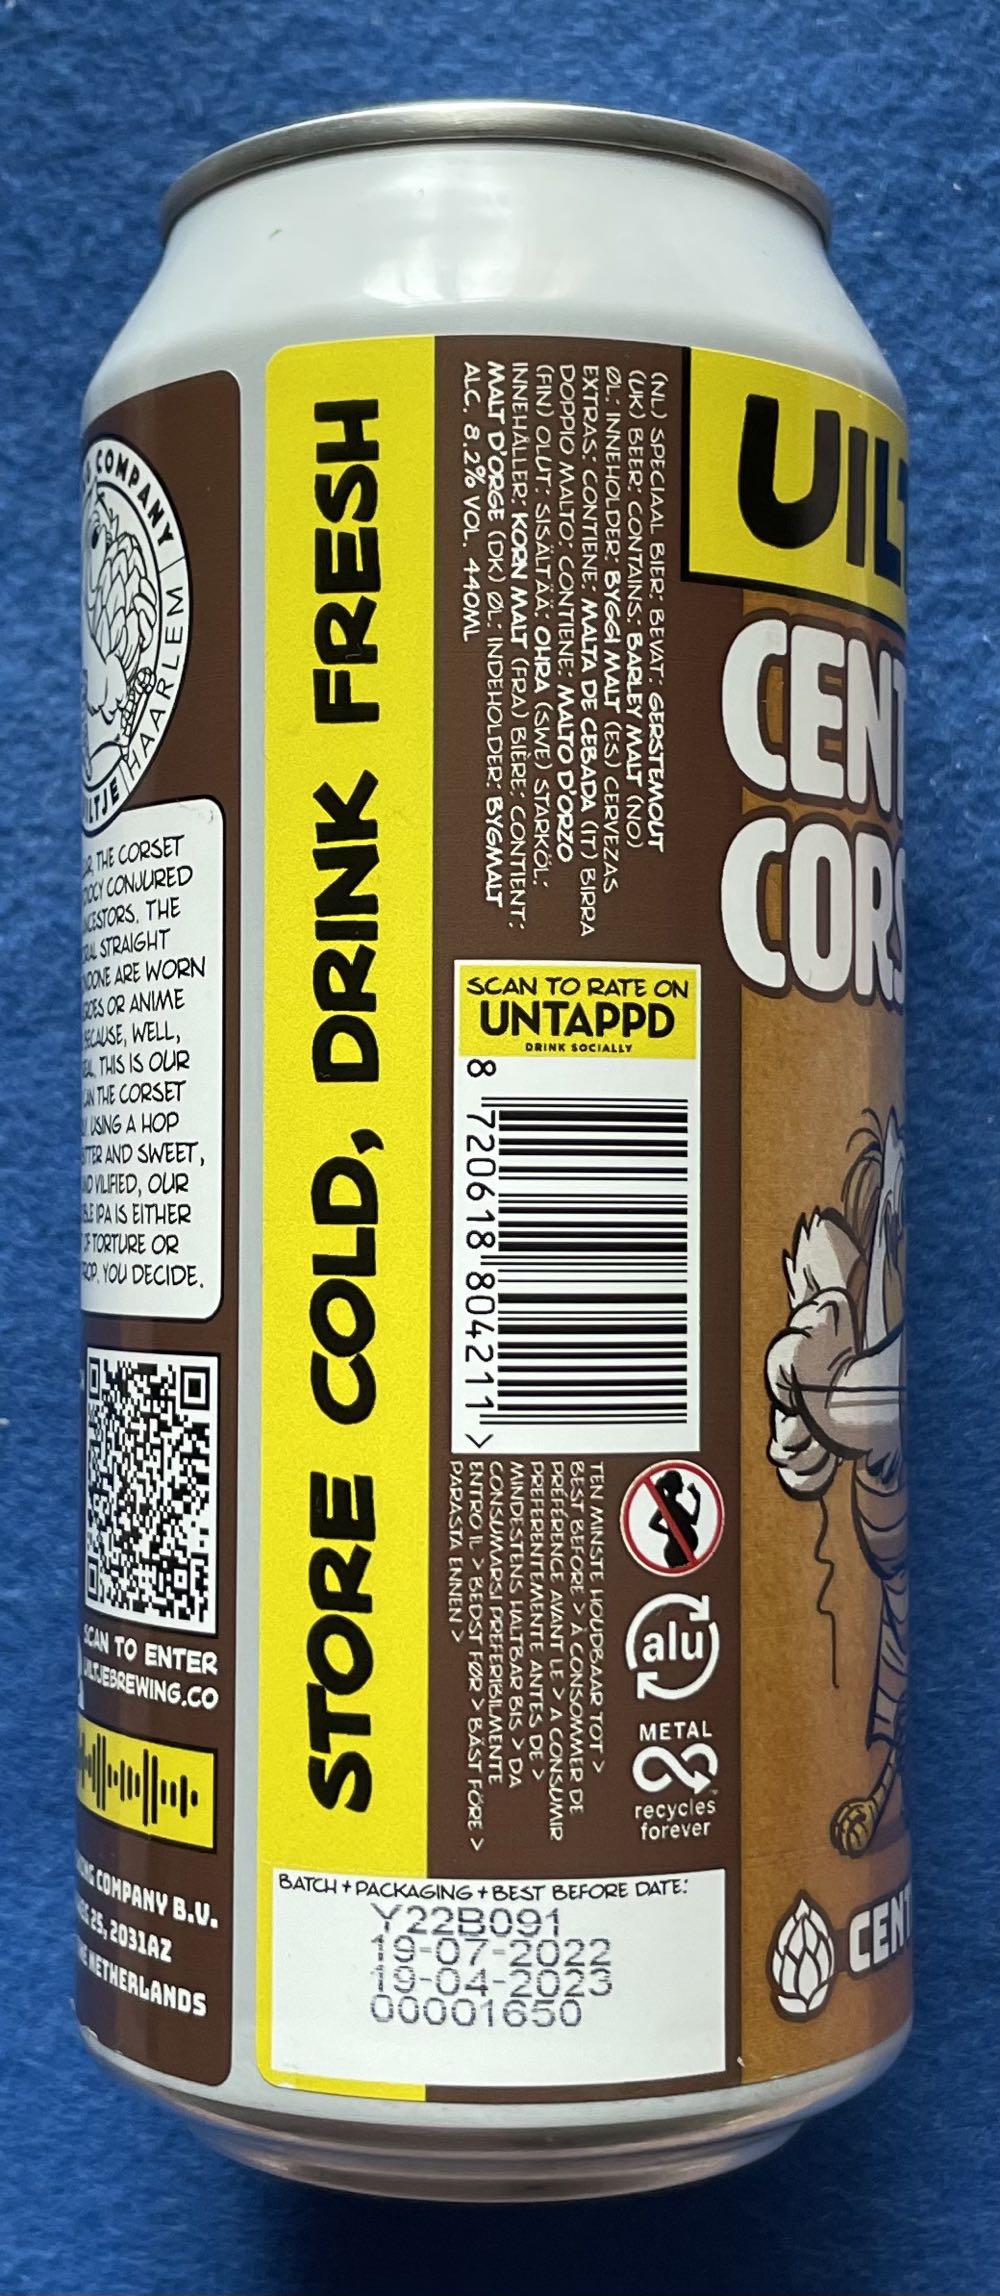 COMPANY
HAARLEM
THE CORSET
CONJURED
THE
STRAIGHT
ARE WORN
OR ANIME
WELL,
THIS IS OUR
THE CORSET
USING A HOP
AND SWEET,
VILIFIED, OUR
IPA IS EITHER
TORTURE OR
YOU DECIDE.
SCAN TO ENTER
UILTJEBREWING.CO
COMPANY B.V.
25, 2031AZ
NETHERLANDS
STORE COLD, DRINK FRESH
(NL) SPECIAAL BIER: BEVAT: GERSTEMOUT
(UK) BEER: CONTAINS: BARLEY MALT (NO)
ØL: INNEHOLDER: BYGGI MALT (ES) CERVEZAS
EXTRAS: CONTIENE: MALTA DE CEBADA (IT) BIRRA
DOPPIO MALTO: CONTIENE: MALTO D'ORZO
(FIN) OLUT: SISÄLTÄÄ: OHRA (SWE) STARKÖL:
INNEHÅLLER: KORN MALT (FRA) BIÈRE: CONTIENT:
MALT D'ORGE (DK) ØL: INDEHOLDER: BYGMALT
ALC. 8.2% VOL. 440ML
SCAN TO RATE ON
UNTAPPD
DRINK SOCIALLY
8 720618 804211 >
TEN MINSTE HOUDBAAR TOT >
BEST BEFORE > À CONSOMMER DE
PRÉFÉRENCE AVANT LE > A CONSUMIR
PREFERENTEMENTE ANTES DE >
MINDESTENS HALTBAR BIS > DA
CONSUMARSI PREFERIBILMENTE
ENTRO IL > BEDST FØR > BÄST FÖRE >
PARASTA ENNEN >
alu
METAL
recycles
forever
BATCH + PACKAGING + BEST BEFORE DATE:
Y22B091
19-07-2022
19-04-2023
00001650
UIL
CENT
CORS
CENT